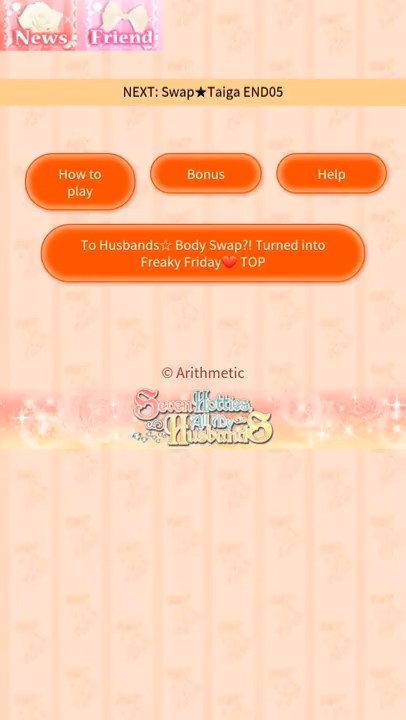 News Friend
NEXT: Swap★Taiga END05
How to
play
Bonus
Help
To Husbands☆ Body Swap?! Turned into
Freaky Friday❤ TOP
© Arithmetic
Seven Hotties,
All My
Husbands